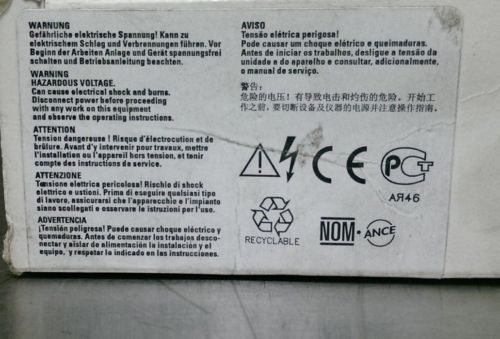 WARNUNG
Gefährliche elektrische Spannung! Kann zu
elektrischem Schlag und Verbrennungen führen. Vor
Beginn der Arbeiten Anlage und Gerät spannungsfrei
schalten und Betriebsanleitung beachten.
WARNING
HAZARDOUS VOLTAGE.
Can cause electrical shock and burns.
Disconnect power before proceeding
with any work on this equipment
and observe the operating instructions.
ATTENTION
Tension dangereuse ! Risque d'électrocution et de
brûlure. Avant d'y intervenir pour travaux, mettre
l'installation ou l'appareil hors tension, et tenir
compte des instructions de service.
ATTENZIONE
Tensione elettrica pericolosa! Rischio di shock
elettrico e ustioni. Prima di eseguire qualsiasi tipo
di lavoro, assicurarsi che l'apparecchio e l'impianto
siano scollegati e osservare le istruzioni per l'uso.
ADVERTENCIA
¡Tensión peligrosa! Puede causar choque eléctrico y
quemaduras. Antes de comenzar los trabajos desco-
nectar y aislar de alimentación la instalación y el
equipo, y respetar lo indicado en las instrucciones.
AVISO
Tensão elétrica perigosa!
Pode causar um choque elétrico e queimaduras.
Antes de iniciar os trabalhos, desligue a tensão da
unidade e do aparelho e consultar, adicionalmente,
o manual de serviço.
警告:
危险的电压!有导致电击和灼伤的危险。开始工
作之前,要切断设备及仪器的电源并注意操作指南。
CE
РСТ
АЯ46
RECYCLABLE
NOM-ANCE